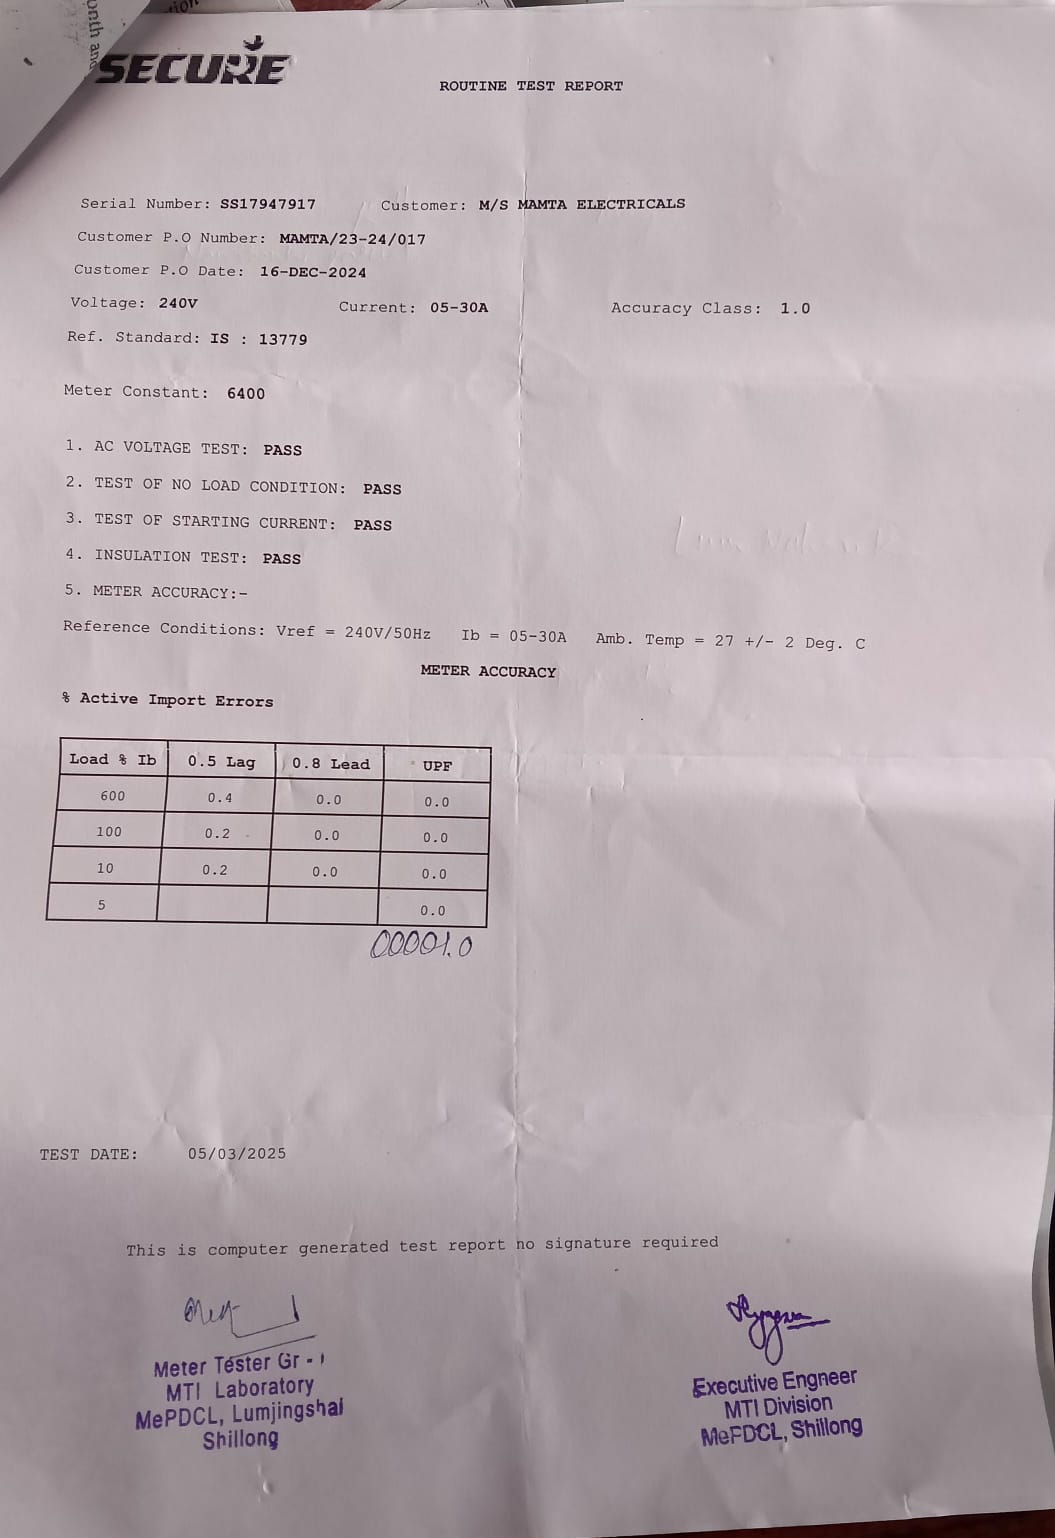 onth and
tion
SECURE
ROUTINE TEST REPORT
Serial Number: SS17947917 Customer: M/S MAMTA ELECTRICALS
Customer P.O Number: MAMTA/23-24/017
Customer P.O Date: 16-DEC-2024
Voltage: 240V Current: 05-30A Accuracy Class: 1.0
Ref. Standard: IS : 13779
Meter Constant: 6400
1. AC VOLTAGE TEST: PASS
2. TEST OF NO LOAD CONDITION: PASS
3. TEST OF STARTING CURRENT: PASS
4. INSULATION TEST: PASS
5. METER ACCURACY:-
Reference Conditions: Vref = 240V/50Hz Ib = 05-30A Amb. Temp = 27 +/- 2 Deg. C
METER ACCURACY
% Active Import Errors
Load % Ib 0.5 Lag 0.8 Lead UPF
600 0.4 0.0 0.0
100 0.2 0.0 0.0
10 0.2 0.0 0.0
5 0.0
00001.0
TEST DATE: 05/03/2025
This is computer generated test report no signature required
Meter Tester Gr - I
MTI Laboratory
MePDCL, Lumjingshai
Shillong
Executive Engneer
MTI Division
MePDCL, Shillong